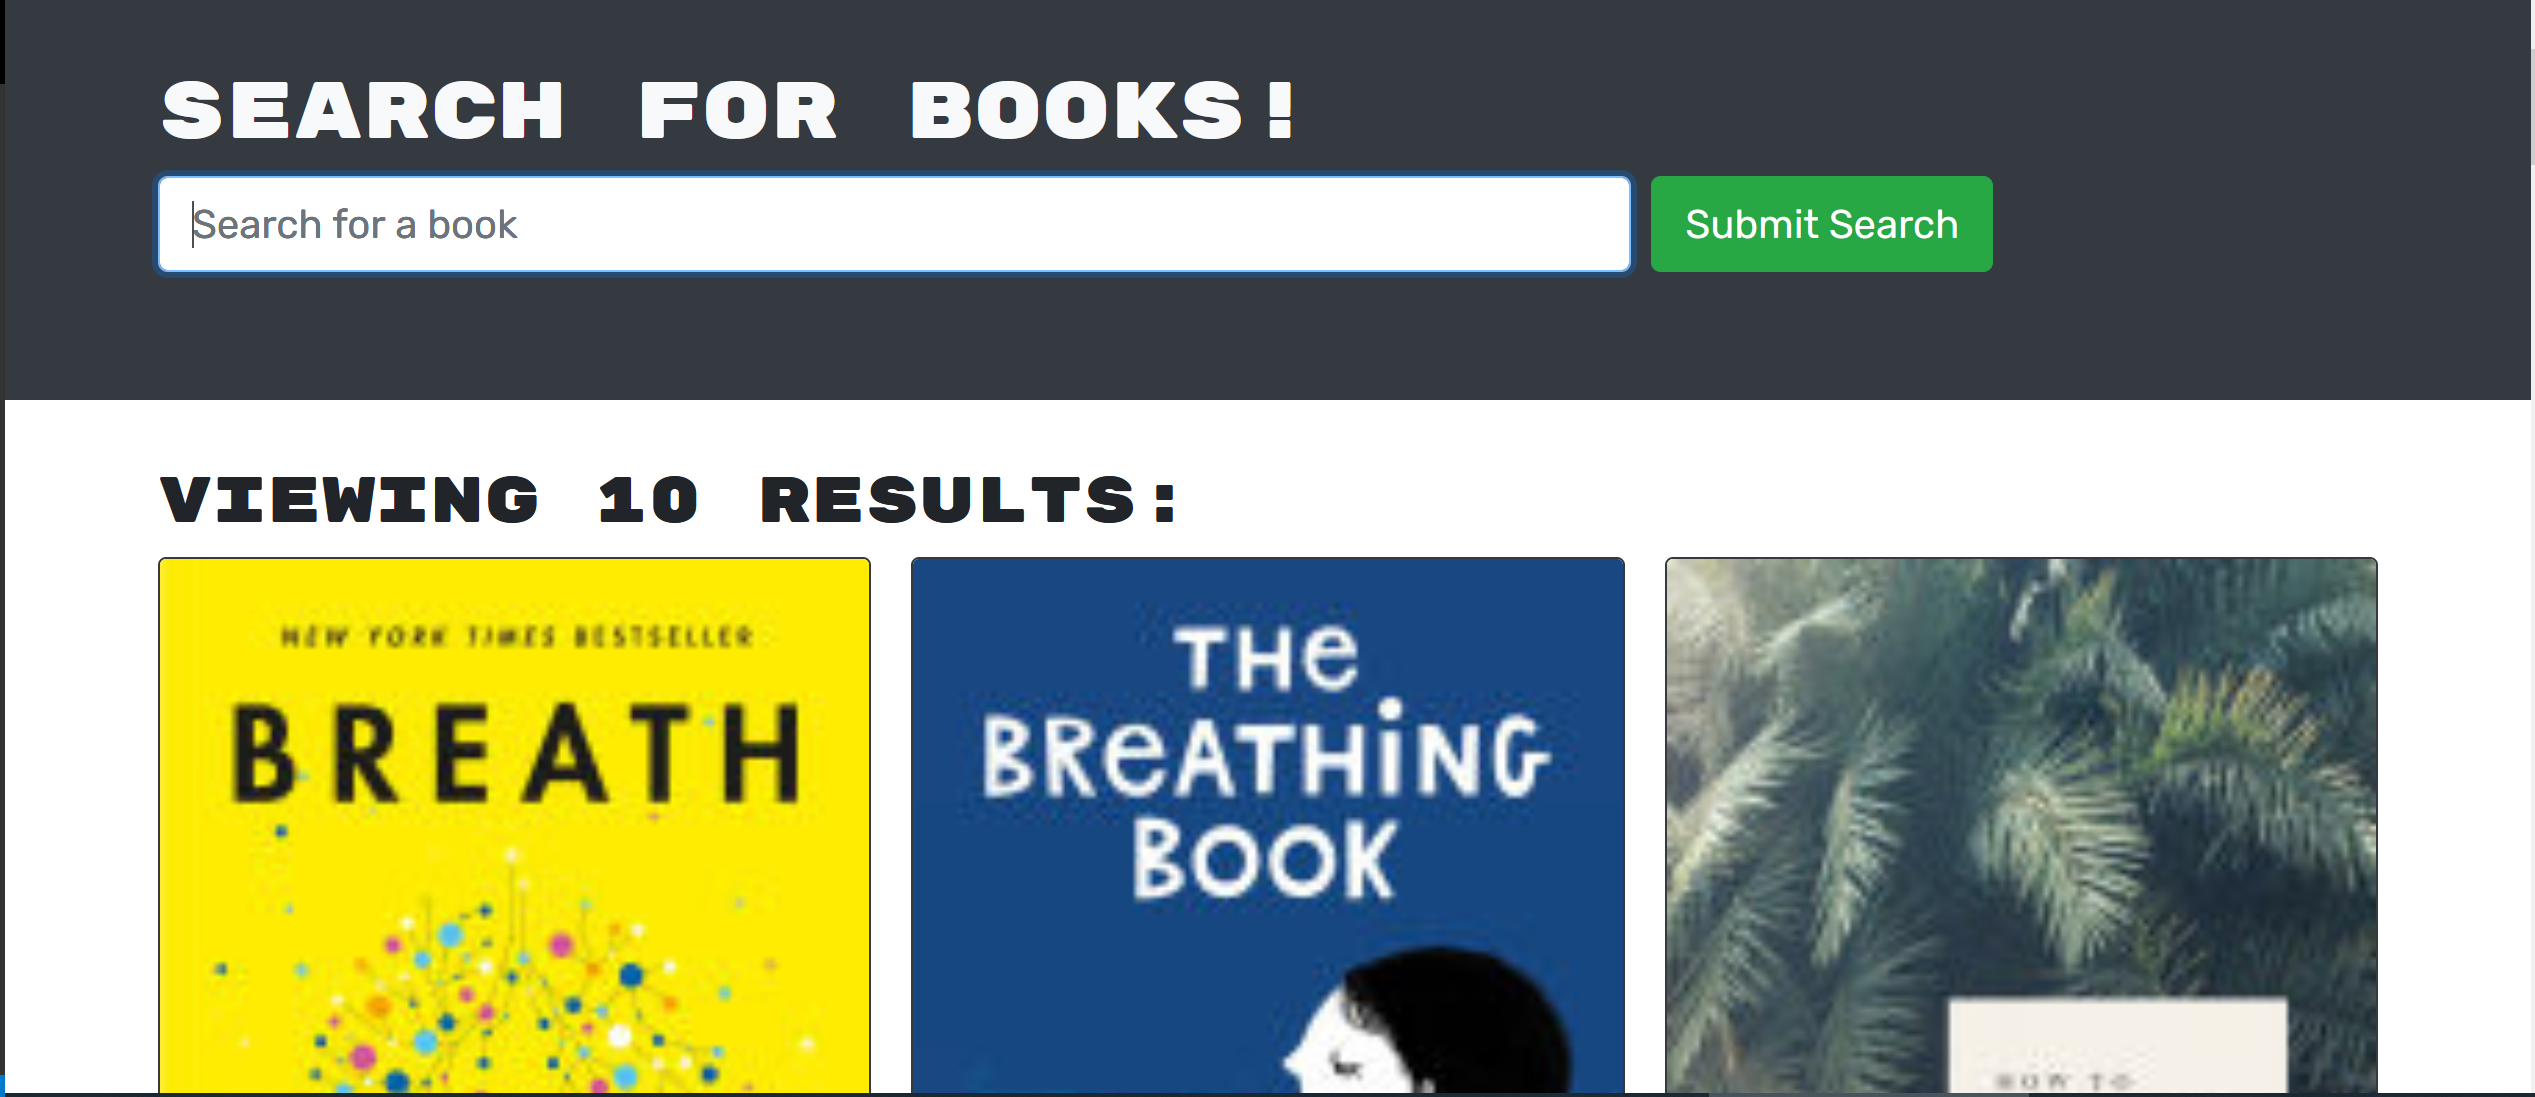 SEARCH FOR BOOKS!
Search for a book
Submit Search
VIEWING 10 RESULTS:
NEW YORK TIMES BESTSELLER
BREATH
THe
BReATHiNG
BOOK
HOW TO